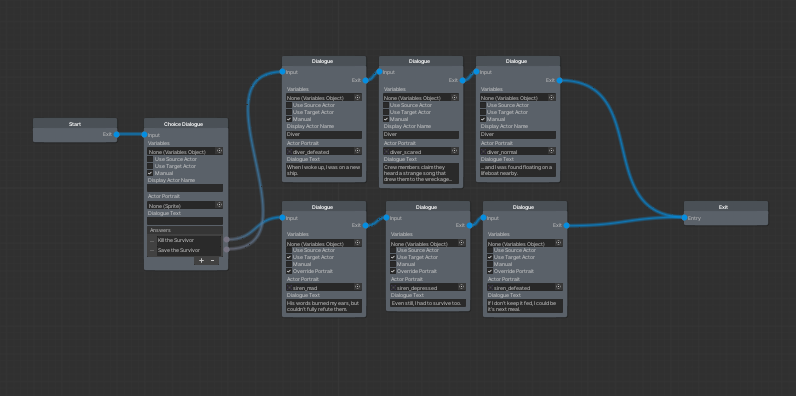 Start
Exit
Choice Dialogue
Input
Variables
None (Variables Object)
Use Source Actor
Use Target Actor
Manual
Display Actor Name
Actor Portrait
None (Sprite)
Dialogue Text
Answers
Kill the Survivor
Save the Survivor
+ −
Dialogue
Input
Exit
Variables
None (Variables Object)
Use Source Actor
Use Target Actor
Manual
Display Actor Name
Diver
Actor Portrait
diver_defeated
Dialogue Text
When I woke up, I was on a new
ship.
Dialogue
Input
Exit
Variables
None (Variables Object)
Use Source Actor
Use Target Actor
Manual
Display Actor Name
Diver
Actor Portrait
diver_scared
Dialogue Text
Crew members claim they
heard a strange song that
drew them to the wreckage...
Dialogue
Input
Exit
Variables
None (Variables Object)
Use Source Actor
Use Target Actor
Manual
Display Actor Name
Diver
Actor Portrait
diver_normal
Dialogue Text
... and I was found floating on a
lifeboat nearby.
Dialogue
Input
Exit
Variables
None (Variables Object)
Use Source Actor
Use Target Actor
Manual
Override Portrait
Actor Portrait
siren_mad
Dialogue Text
His words burned my ears, but
I couldn't fully refute them.
Dialogue
Input
Exit
Variables
None (Variables Object)
Use Source Actor
Use Target Actor
Manual
Override Portrait
Actor Portrait
siren_depressed
Dialogue Text
Even still, I had to survive too.
Dialogue
Input
Exit
Variables
None (Variables Object)
Use Source Actor
Use Target Actor
Manual
Override Portrait
Actor Portrait
siren_defeated
Dialogue Text
If I don't keep it fed, I could be
it's next meal.
Exit
Entry